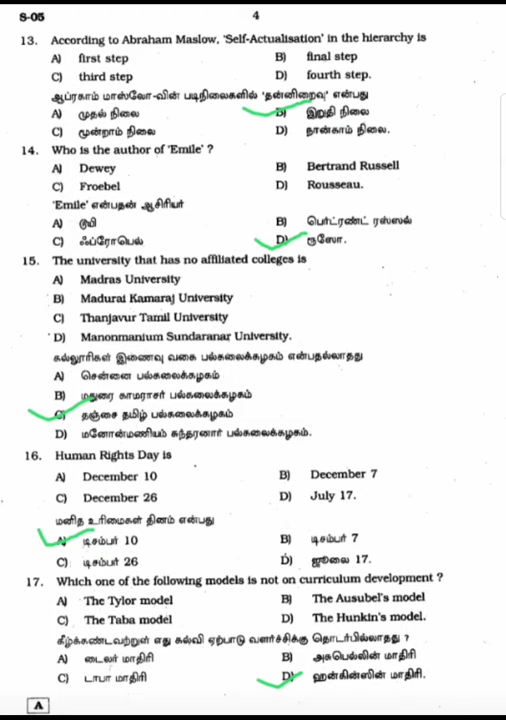 S-05 4
13. According to Abraham Maslow, 'Self-Actualisation' in the hierarchy is
A) first step B) final step
C) third step D) fourth step.
ஆப்ரகாம் மாஸ்லோ-வின் படிநிலைகளில் 'தன்னிறைவு' என்பது
A) முதல் நிலை B) இறுதி நிலை
C) மூன்றாம் நிலை D) நான்காம் நிலை.
14. Who is the author of 'Emile' ?
A) Dewey B) Bertrand Russell
C) Froebel D) Rousseau.
'Emile' என்பதன் ஆசிரியர்
A) டூயி B) பெர்ட்ரண்ட் ரஸ்ஸல்
C) ஃப்ரோபெல் D) ரூஸோ.
15. The university that has no affiliated colleges is
A) Madras University
B) Madurai Kamaraj University
C) Thanjavur Tamil University
D) Manonmanium Sundaranar University.
கல்லூரிகள் இணைவு வகை பல்கலைக்கழகம் என்பதல்லாதது
A) சென்னை பல்கலைக்கழகம்
B) மதுரை காமராசர் பல்கலைக்கழகம்
C) தஞ்சை தமிழ் பல்கலைக்கழகம்
D) மனோன்மணியம் சுந்தரனார் பல்கலைக்கழகம்.
16. Human Rights Day is
A) December 10 B) December 7
C) December 26 D) July 17.
மனித உரிமைகள் தினம் என்பது
A) டிசம்பர் 10 B) டிசம்பர் 7
C) டிசம்பர் 26 D) ஜூலை 17.
17. Which one of the following models is not on curriculum development ?
A) The Tylor model B) The Ausubel's model
C) The Taba model D) The Hunkin's model.
கீழ்க்கண்டவற்றுள் எது கல்வி ஏற்பாடு வளர்ச்சிக்கு தொடர்பில்லாதது ?
A) டைலர் மாதிரி B) அசுபெல்லின் மாதிரி
C) டாபா மாதிரி D) ஹன்கின்ஸின் மாதிரி.
A